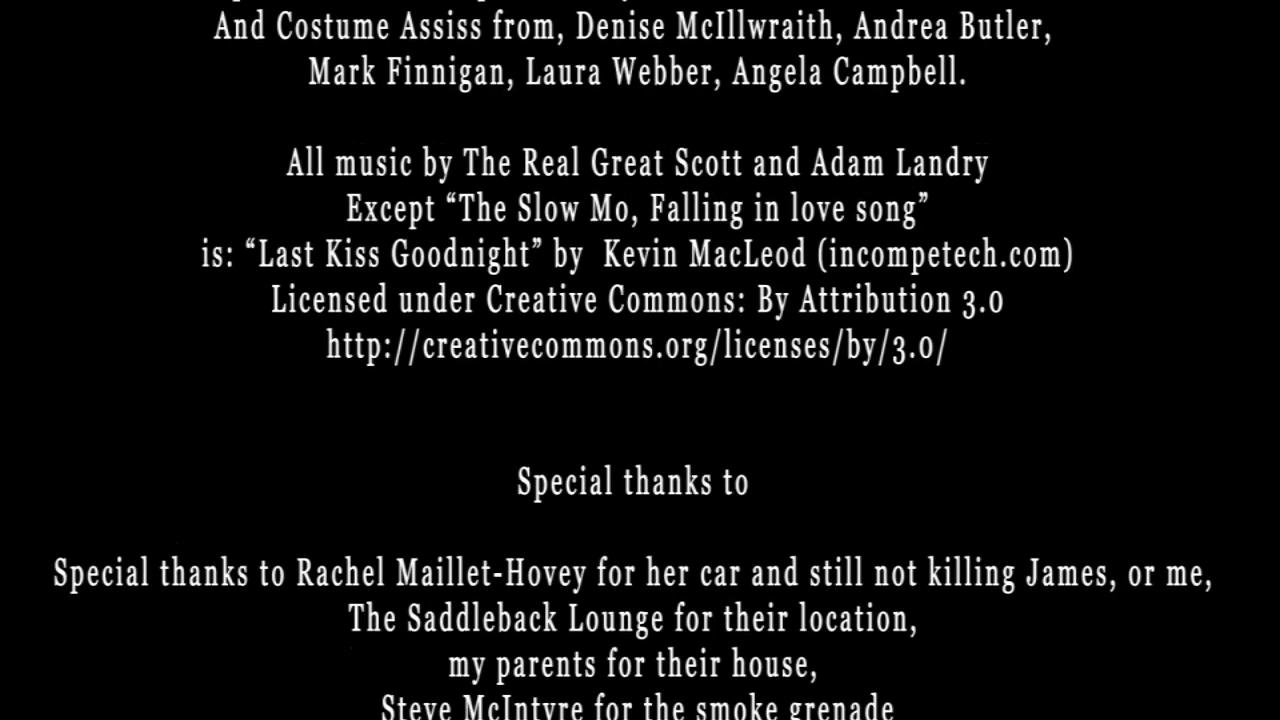 And Costume Assiss from, Denise McIllwraith, Andrea Butler,
Mark Finnigan, Laura Webber, Angela Campbell.
All music by The Real Great Scott and Adam Landry
Except “The Slow Mo, Falling in love song”
is: “Last Kiss Goodnight” by  Kevin MacLeod (incompetech.com)
Licensed under Creative Commons: By Attribution 3.0
http://creativecommons.org/licenses/by/3.0/
Special thanks to
Special thanks to Rachel Maillet-Hovey for her car and still not killing James, or me,
The Saddleback Lounge for their location,
my parents for their house,
Steve McIntyre for the smoke grenade